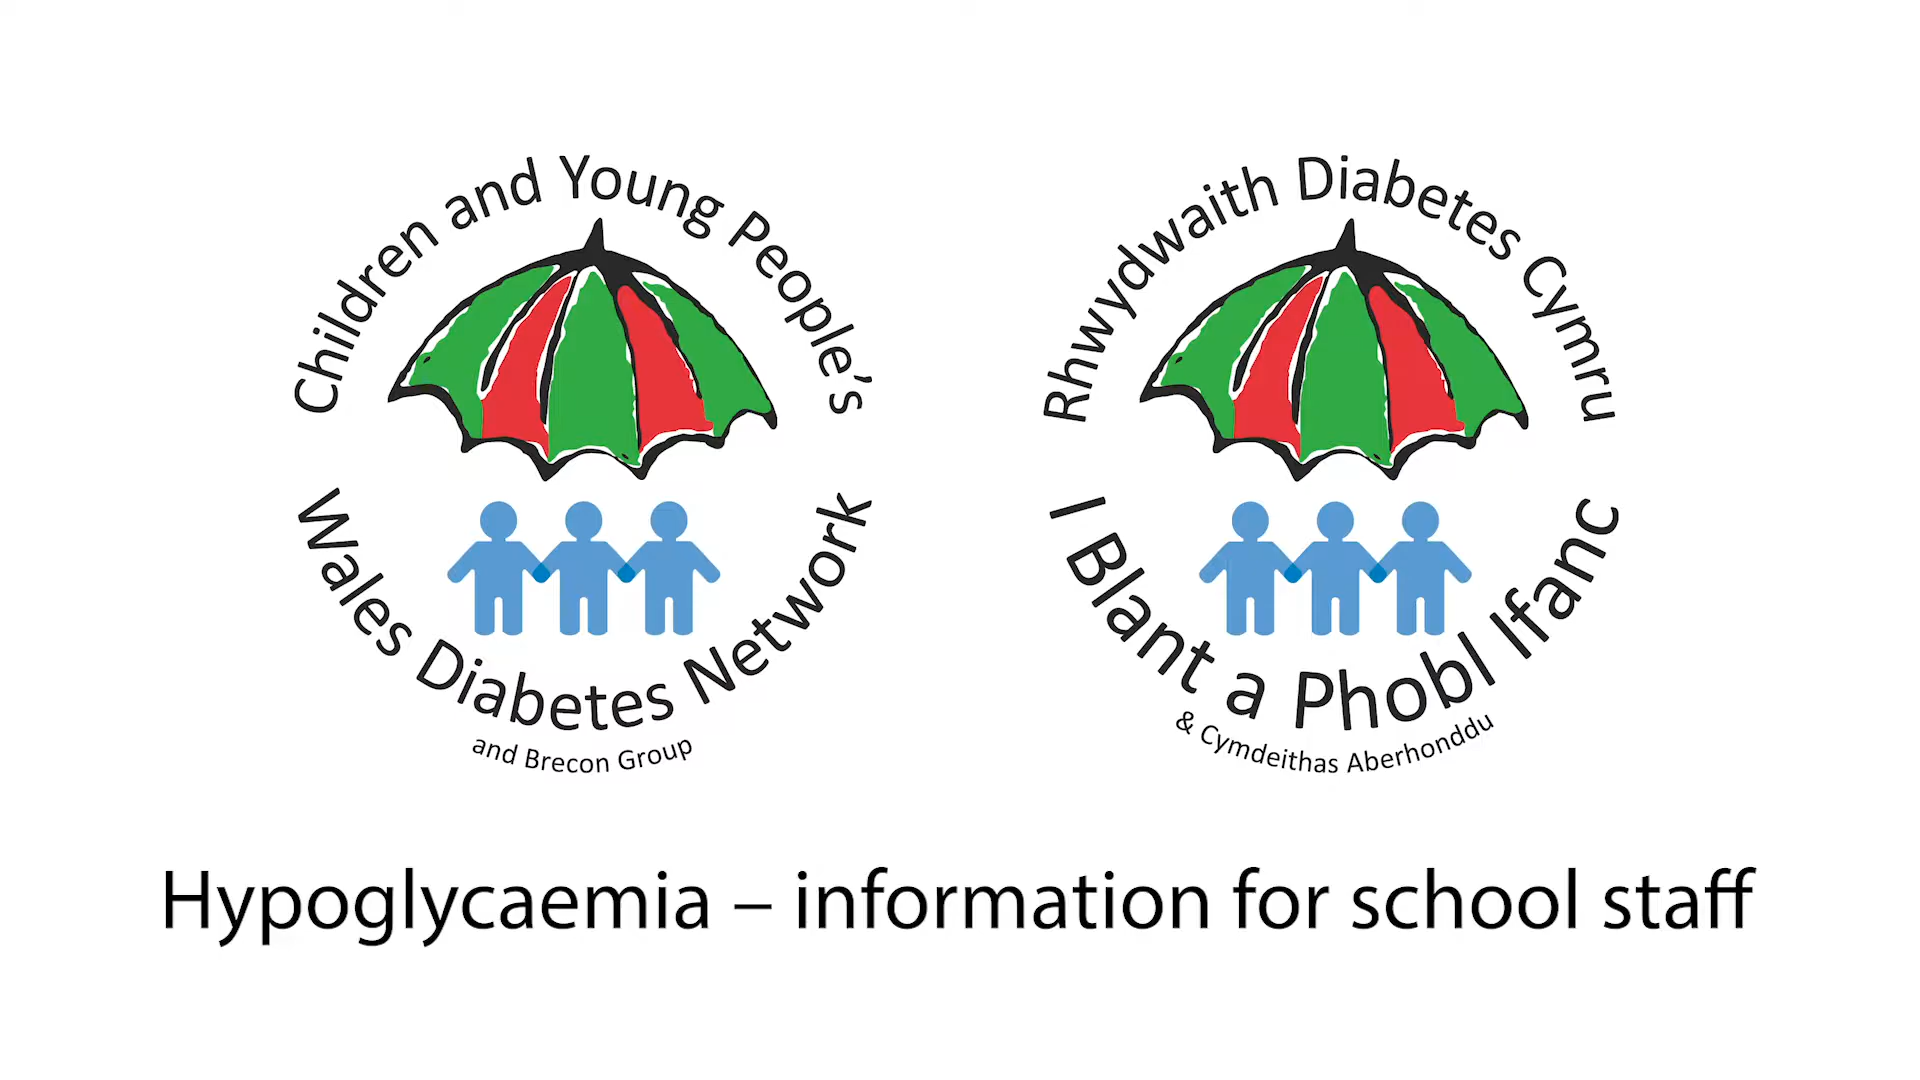 Children and Young People's
Wales Diabetes Network
and Brecon Group
Rhwydwaith Diabetes Cymru
I Blant a Phobl Ifanc
& Cymdeithas Aberhonddu
Hypoglycaemia – information for school staff